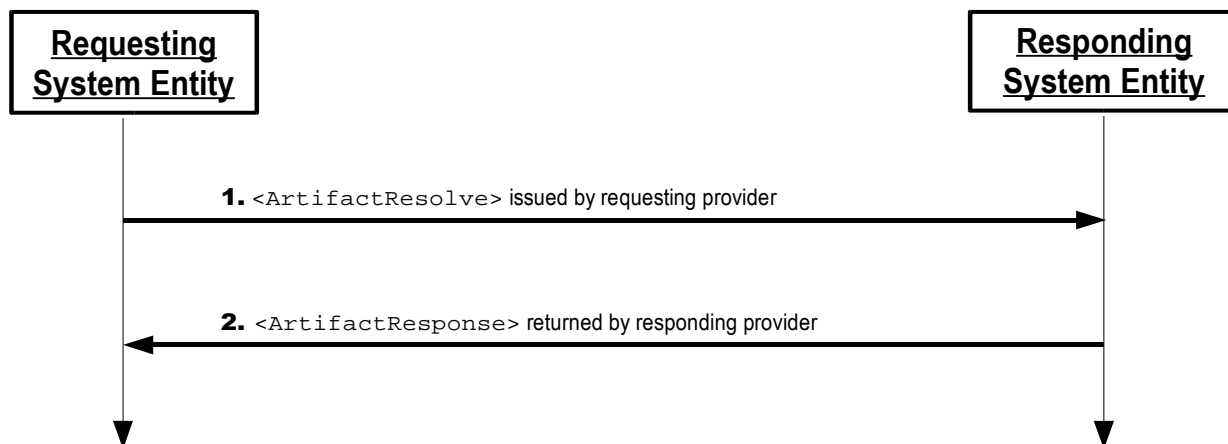 Requesting
System Entity
Responding
System Entity
1. <ArtifactResolve> issued by requesting provider
2. <ArtifactResponse> returned by responding provider